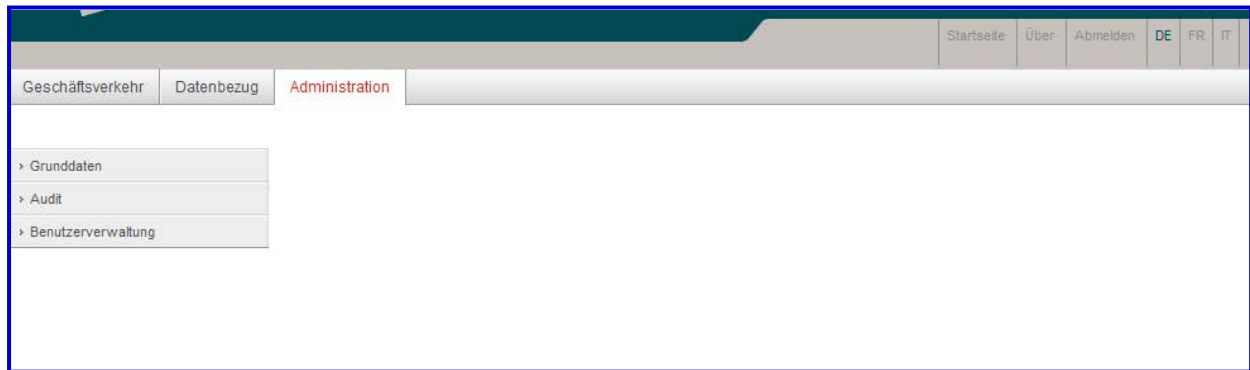 Startseite Über Abmelden DE FR IT
Geschäftsverkehr Datenbezug Administration
› Grunddaten
› Audit
› Benutzerverwaltung